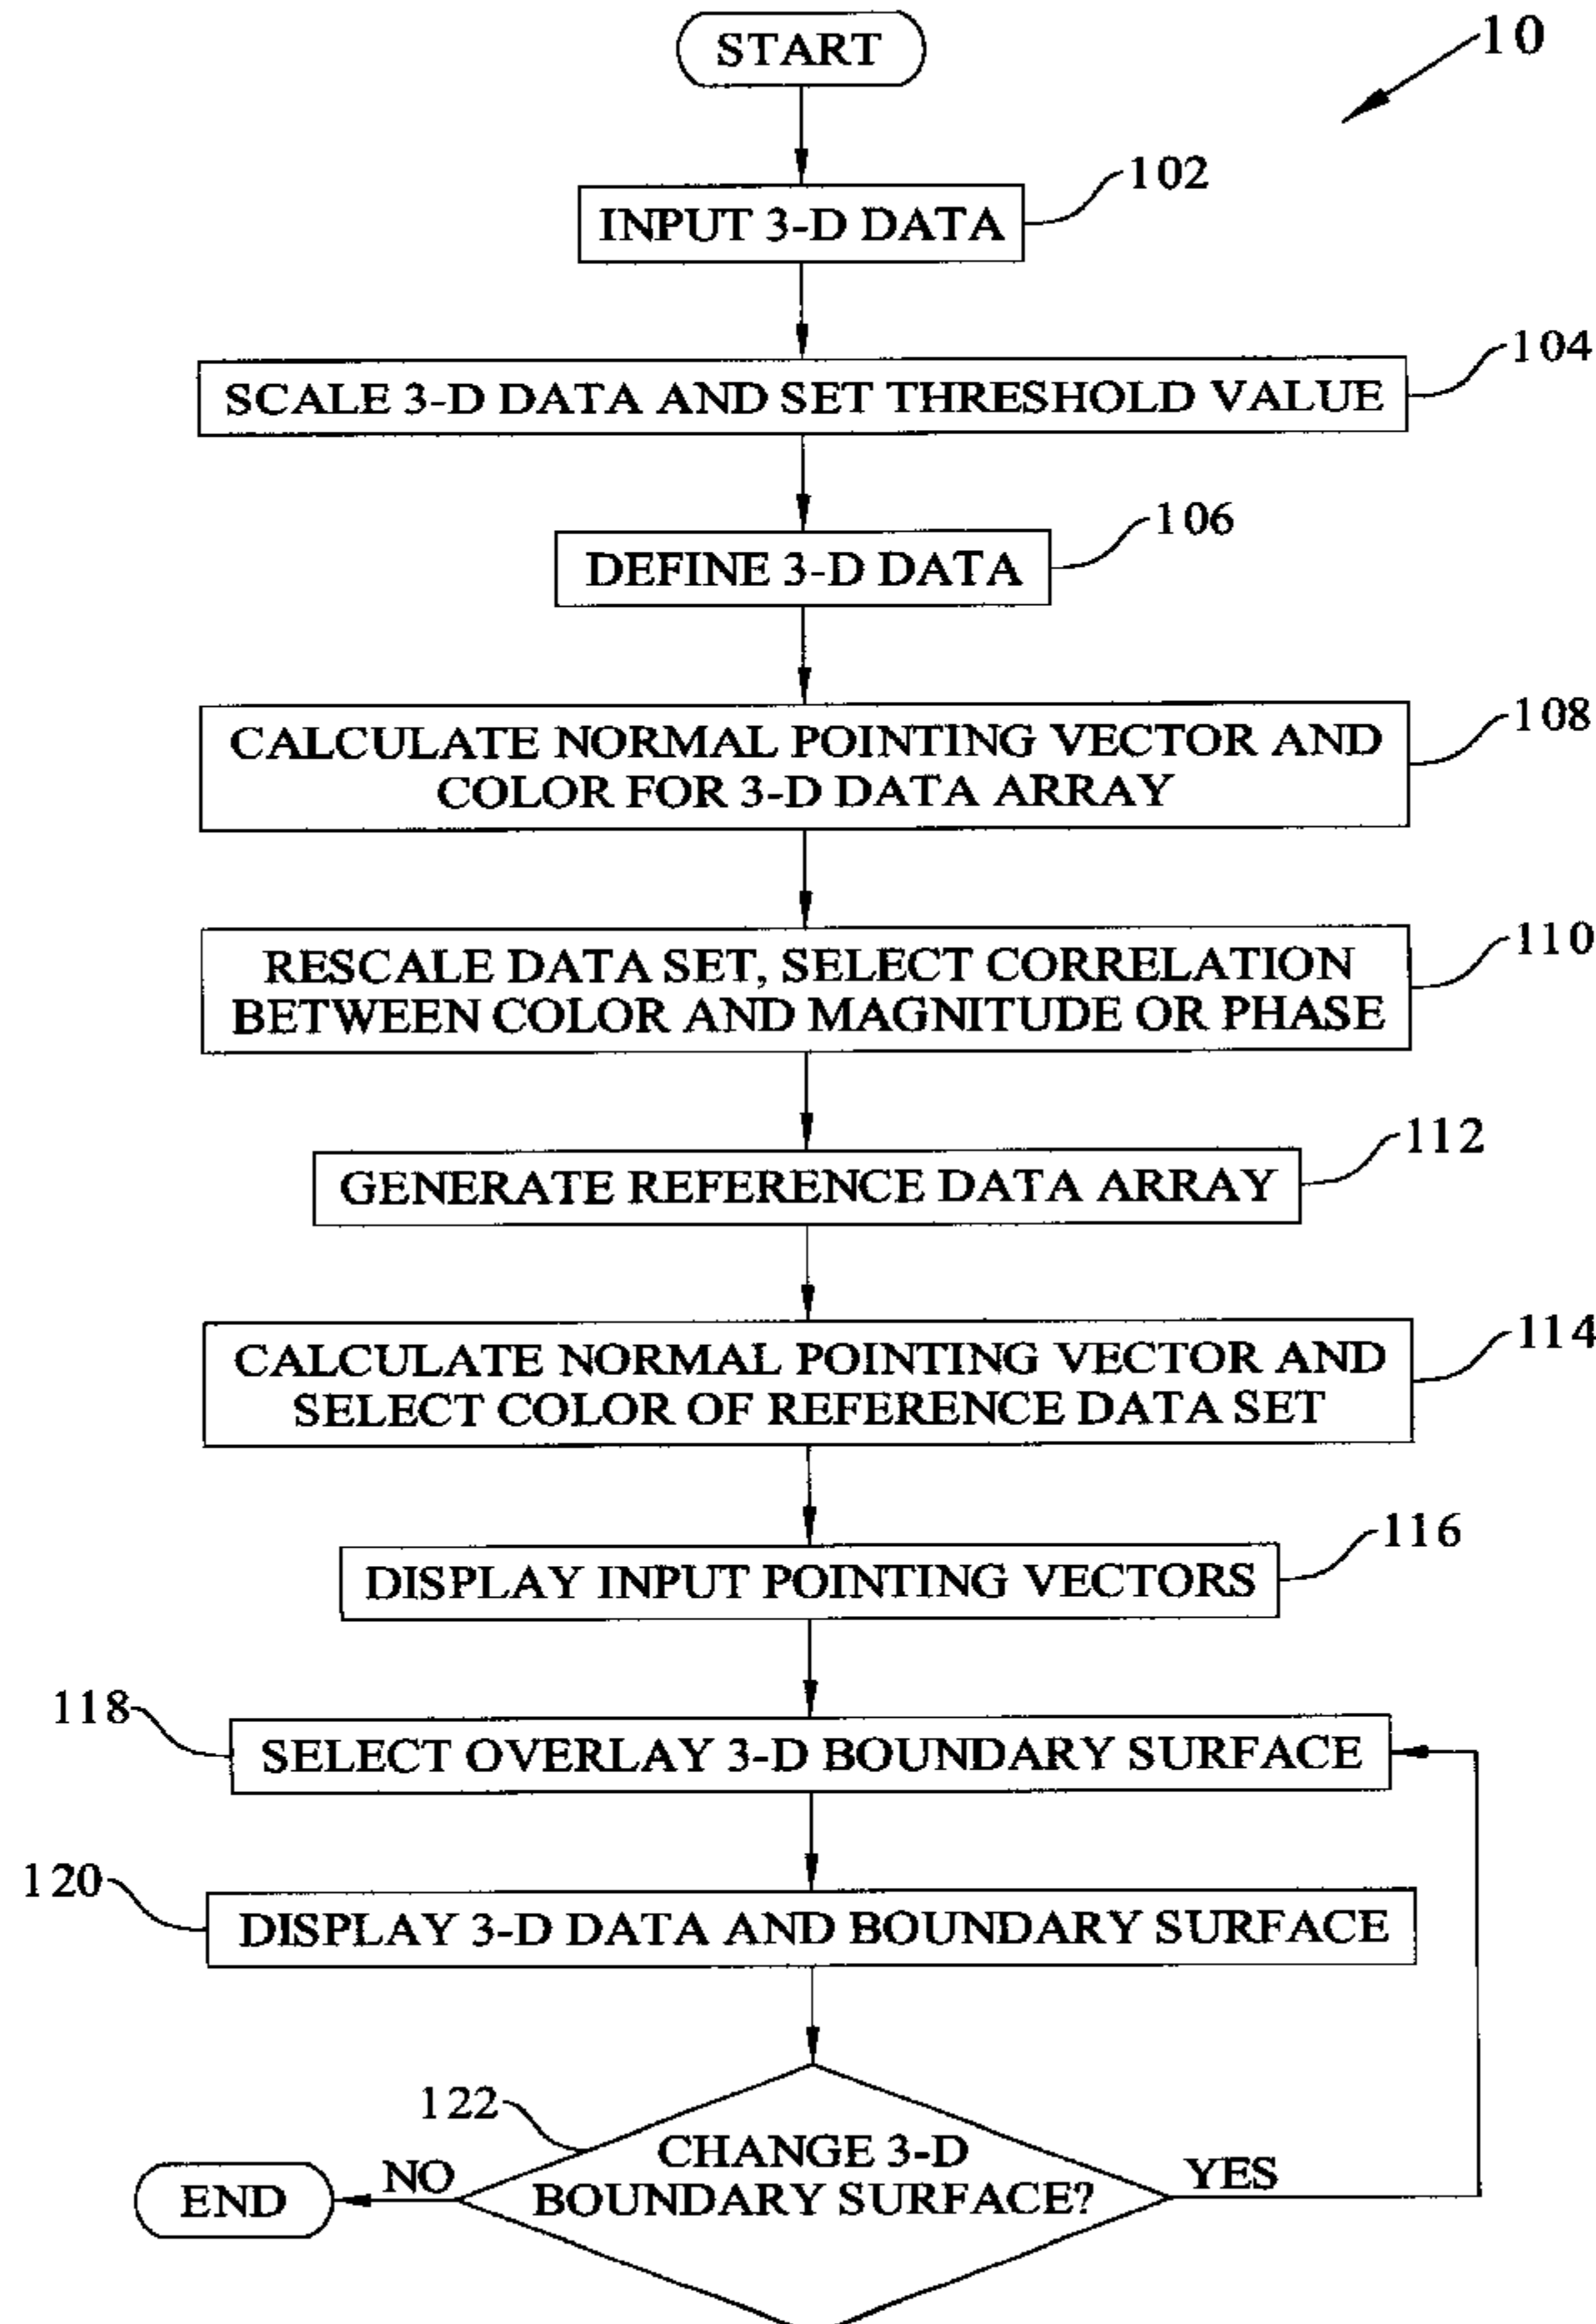 START
10
INPUT 3-D DATA
102
SCALE 3-D DATA AND SET THRESHOLD VALUE
104
DEFINE 3-D DATA
106
CALCULATE NORMAL POINTING VECTOR AND
COLOR FOR 3-D DATA ARRAY
108
RESCALE DATA SET, SELECT CORRELATION
BETWEEN COLOR AND MAGNITUDE OR PHASE
110
GENERATE REFERENCE DATA ARRAY
112
CALCULATE NORMAL POINTING VECTOR AND
SELECT COLOR OF REFERENCE DATA SET
114
DISPLAY INPUT POINTING VECTORS
116
118
SELECT OVERLAY 3-D BOUNDARY SURFACE
120
DISPLAY 3-D DATA AND BOUNDARY SURFACE
122
CHANGE 3-D
BOUNDARY SURFACE?
YES
NO
END